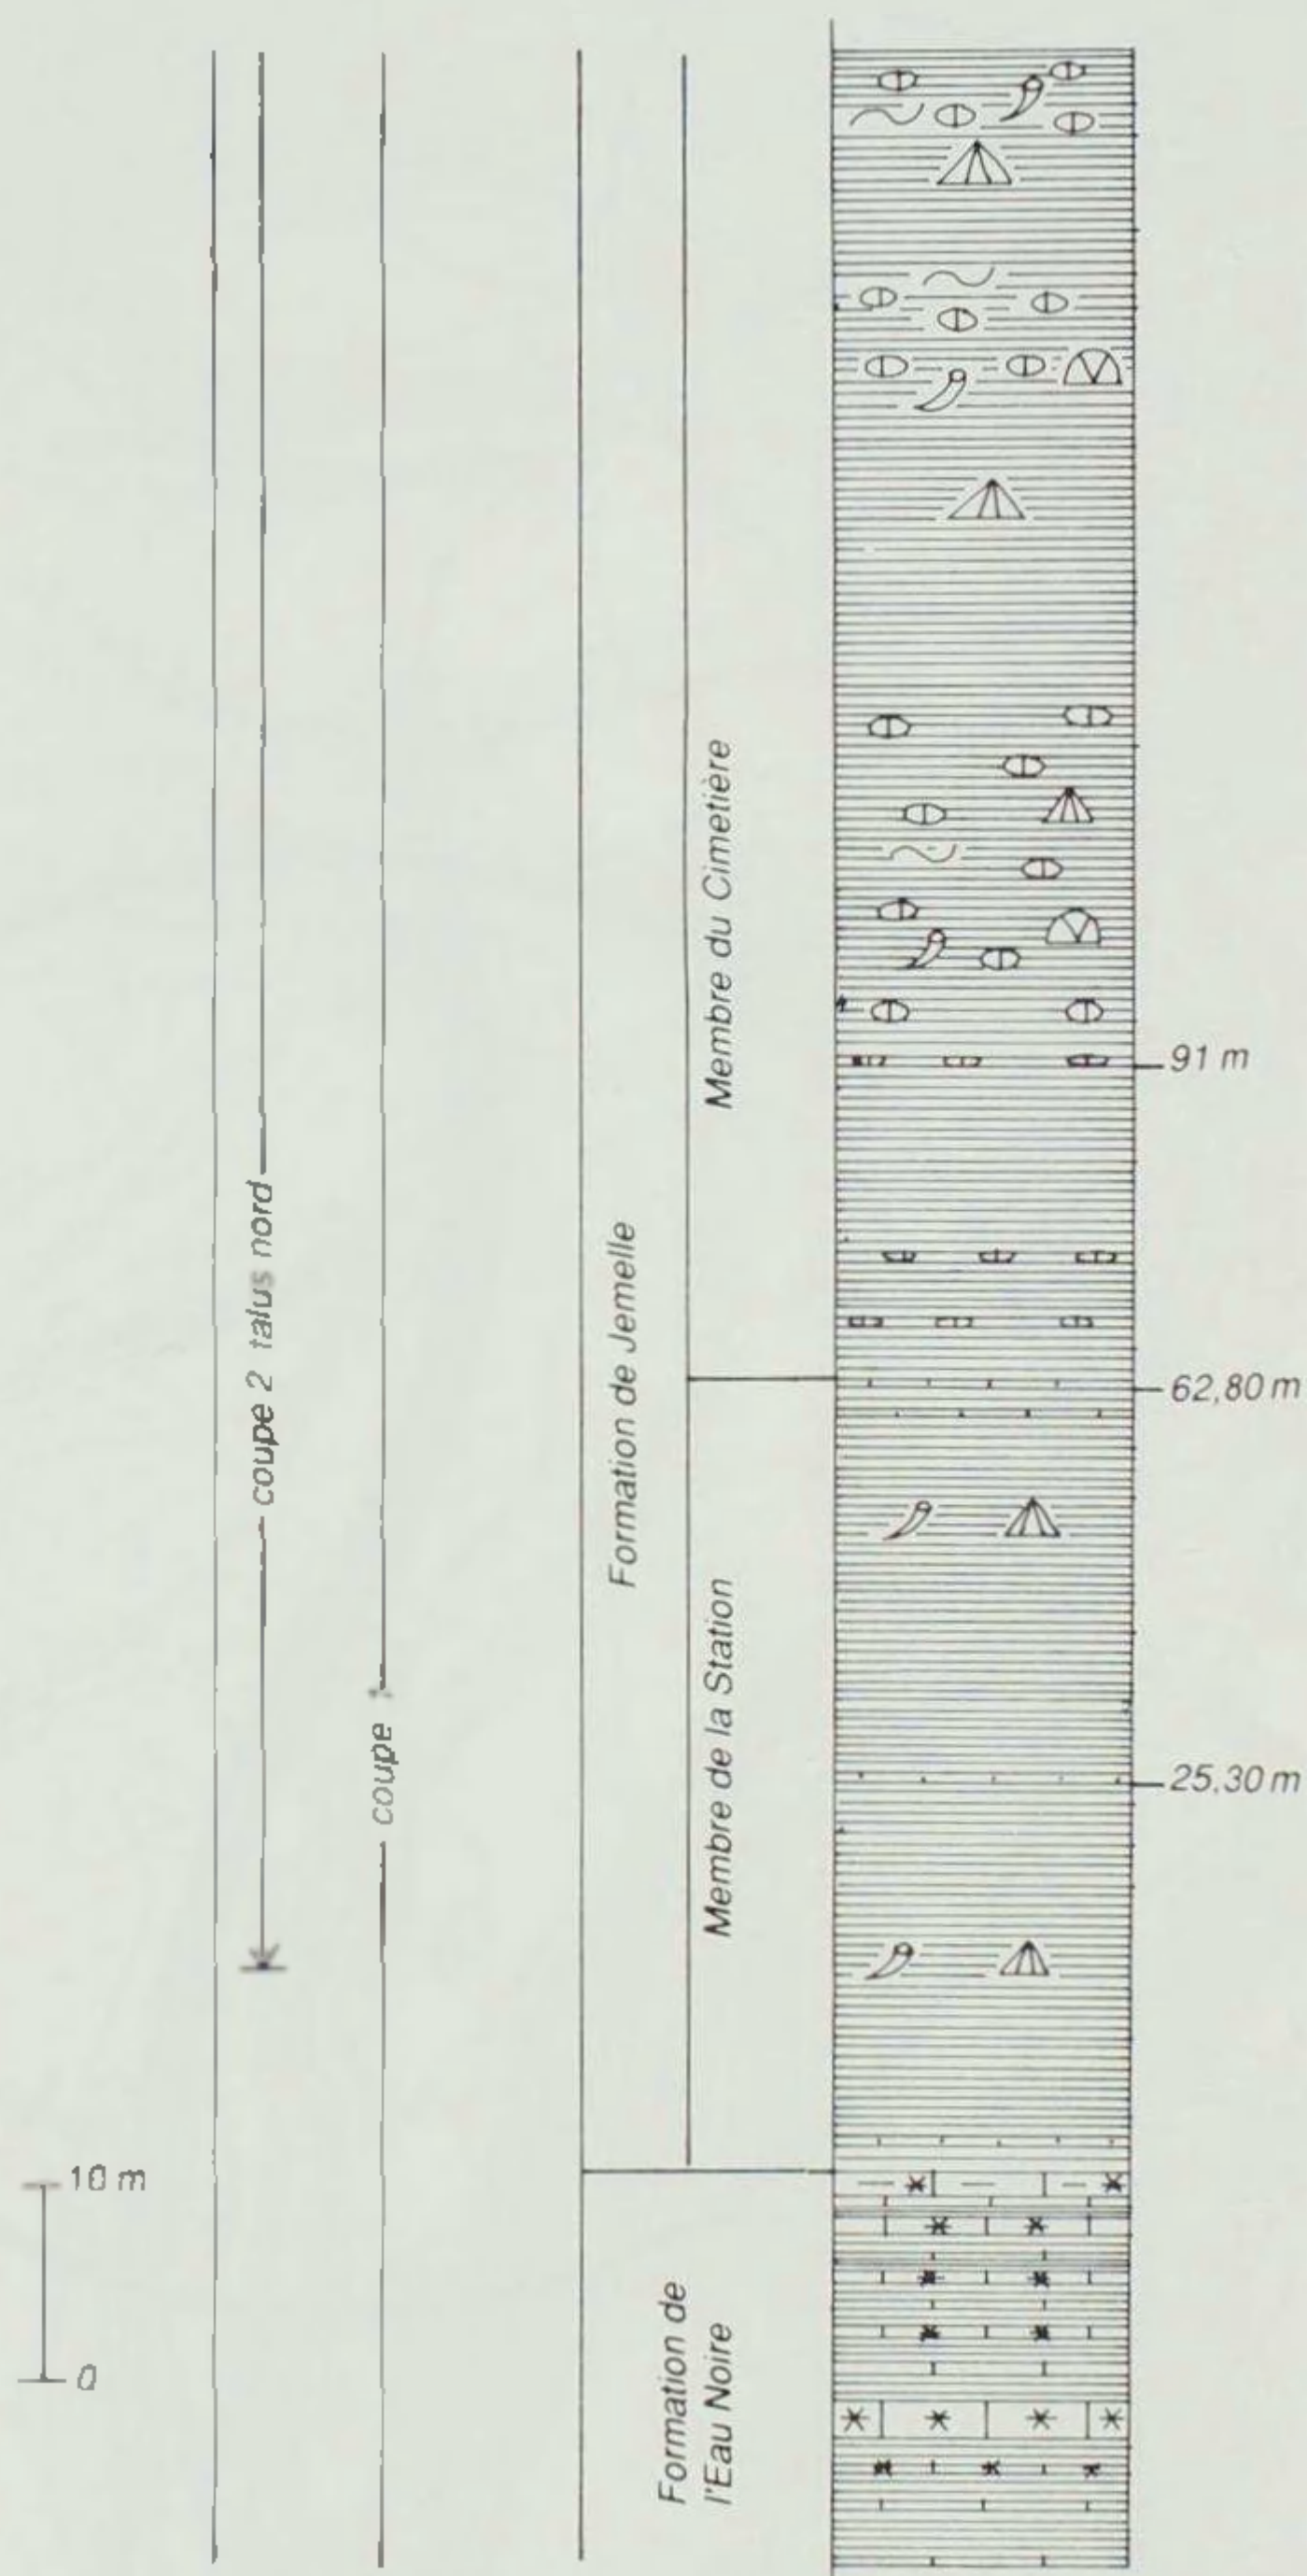 coupe 2 talus nord
coupe
Formation de Jemelle
Membre du Cimetière
Membre de la Station
Formation de
l'Eau Noire
91 m
62,80 m
25,30 m
10 m
0